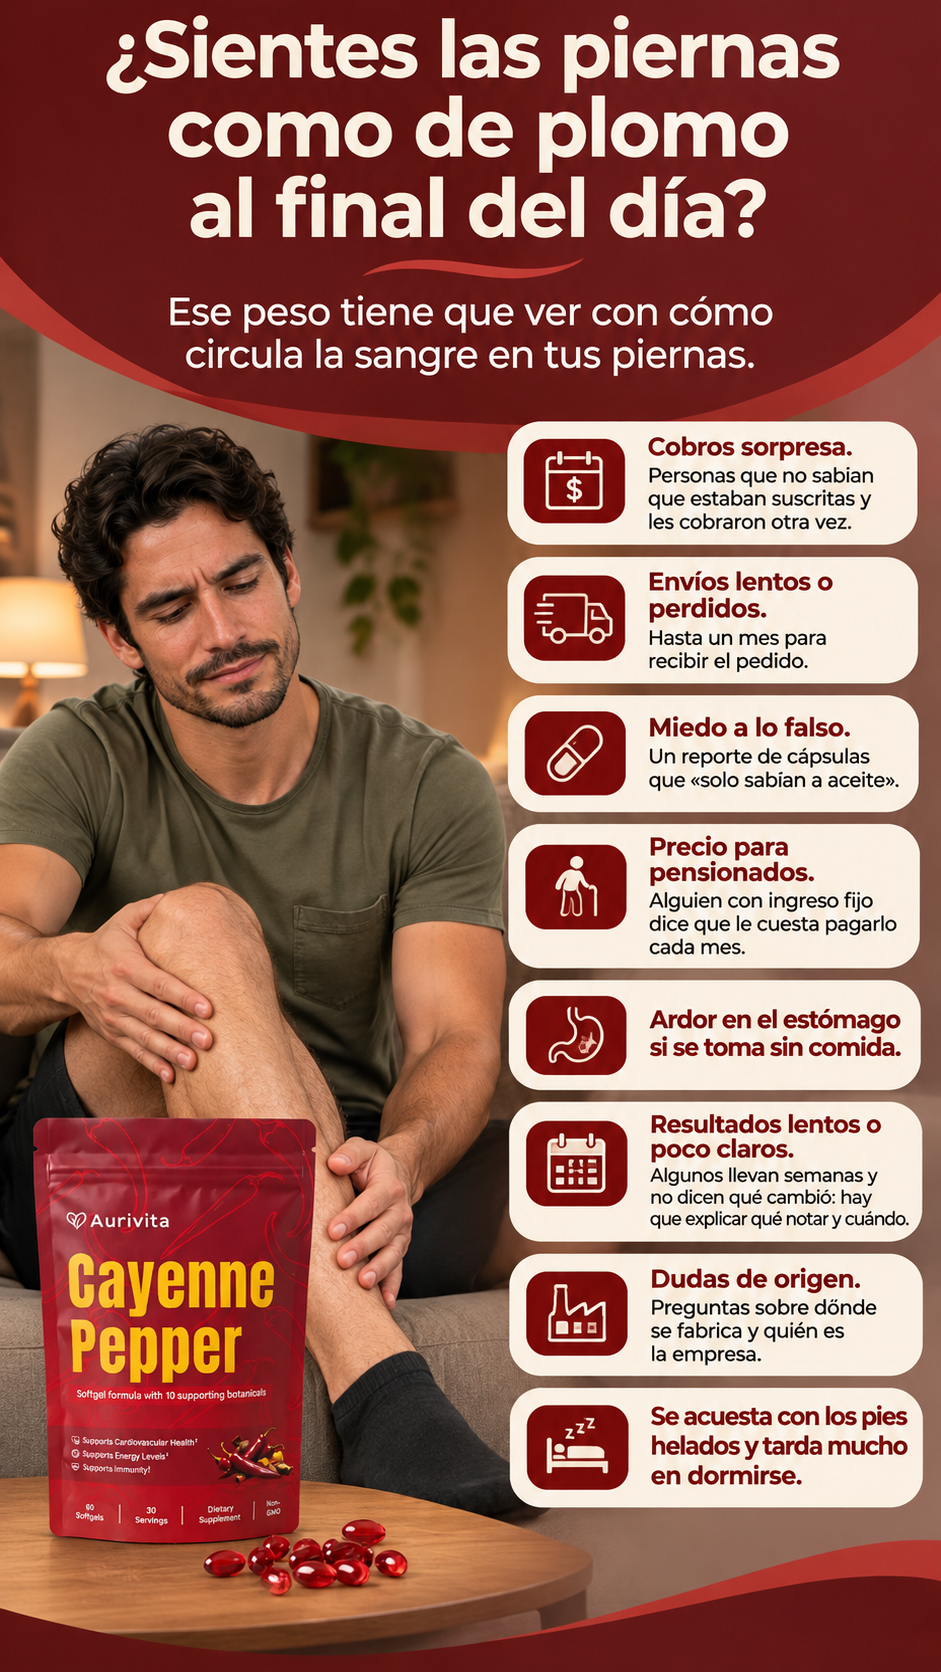 ¿Sientes las piernas
como de plomo
al final del día?
Ese peso tiene que ver con cómo
circula la sangre en tus piernas.
Cobros sorpresa.
Personas que no sabian
que estaban suscritas y
les cobraron otra vez.
Envíos lentos o
perdidos.
Hasta un mes para
recibir el pedido.
Miedo a lo falso.
Un reporte de cápsulas
que «solo sabían a aceite».
Precio para
pensionados.
Alguien con ingreso fijo
dice que le cuesta pagarlo
cada mes.
Ardor en el estómago
si se toma sin comida.
Resultados lentos o
poco claros.
Algunos llevan semanas y
no dicen qué cambió: hay
que explicar qué notar y cuándo.
Dudas de origen.
Preguntas sobre dónde
se fabrica y quién es
la empresa.
Se acuesta con los pies
helados y tarda mucho
en dormirse.
Aurivita
Cayenne
Pepper
Softgel formula with 10 supporting botanicals
Supports Cardiovascular Health†
Supports Energy Levels†
Supports Immunity†
60 Softgels
30 Servings
Dietary Supplement
Non-GMO
$
z z z